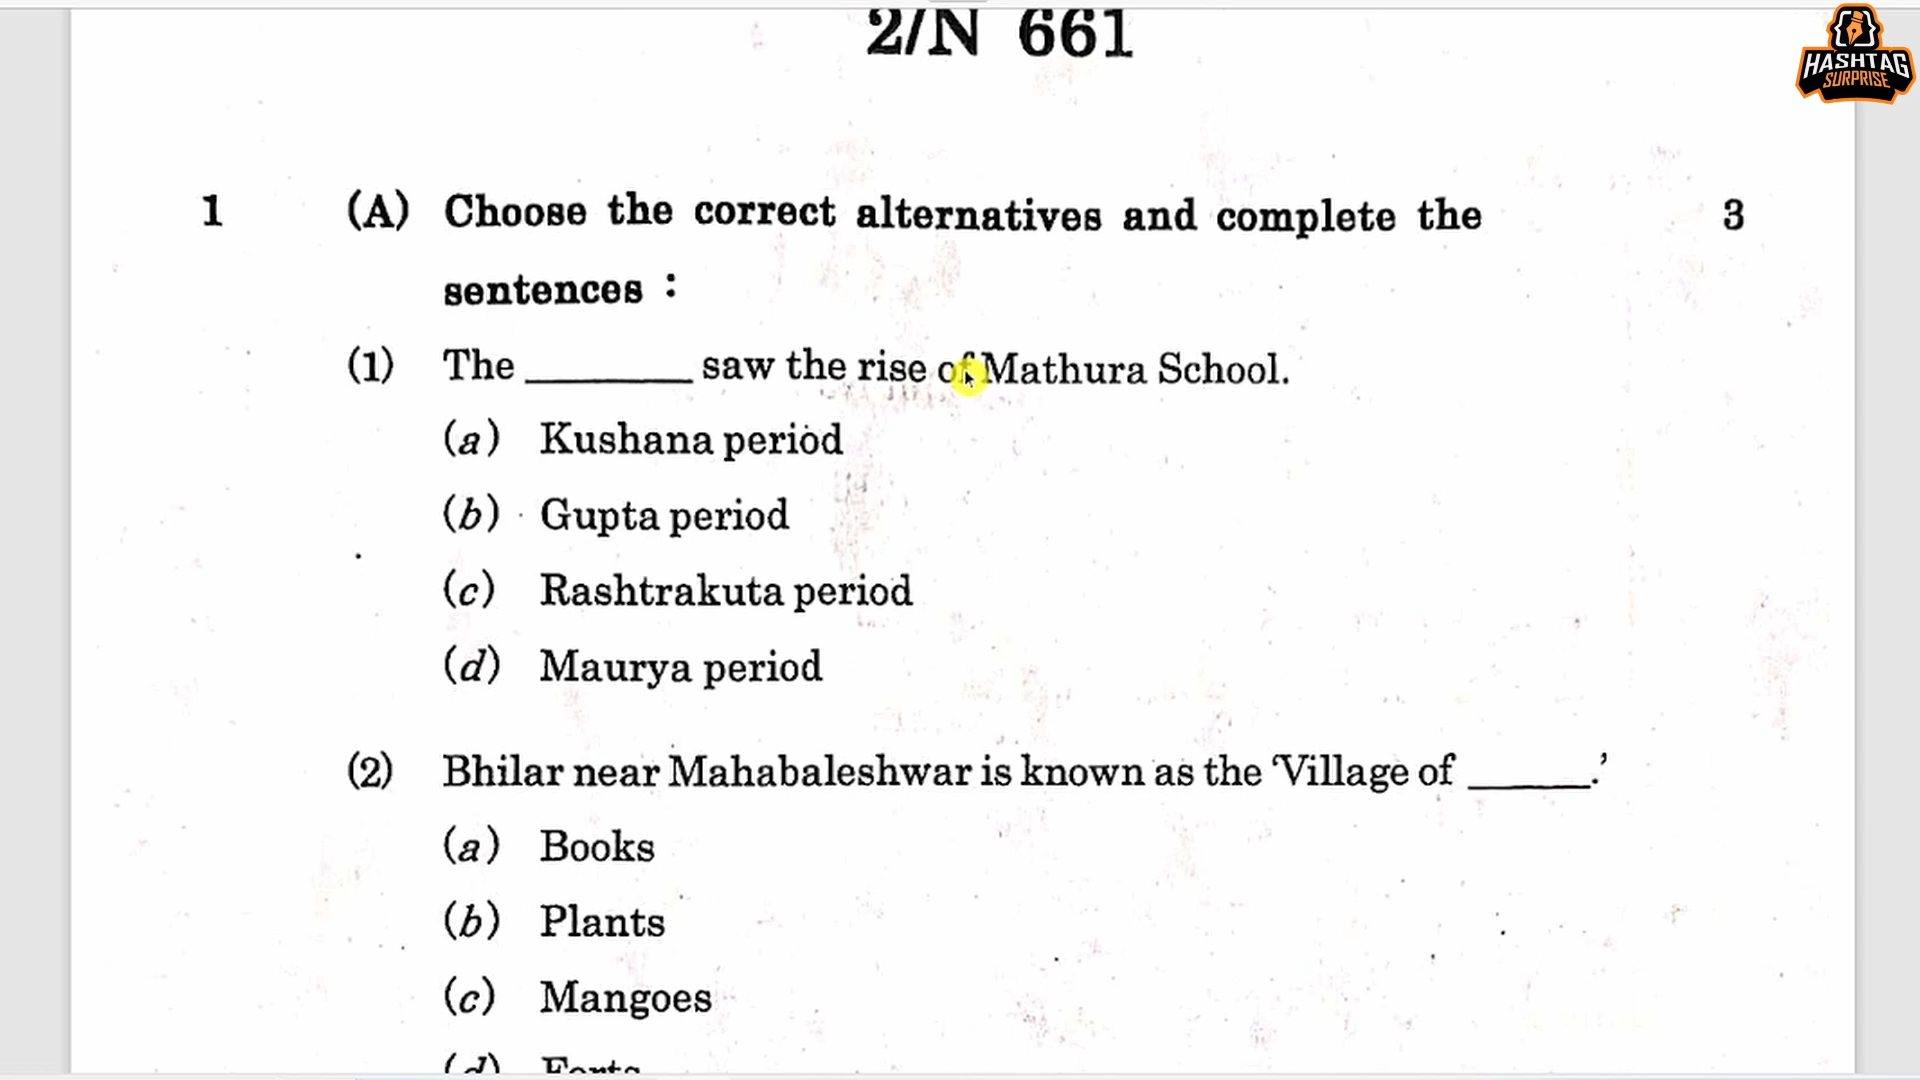 2/N 661
HASHTAG
SURPRISE
1 (A) Choose the correct alternatives and complete the 3
sentences :
(1) The ________ saw the rise of Mathura School.
(a) Kushana period
(b) Gupta period
(c) Rashtrakuta period
(d) Maurya period
(2) Bhilar near Mahabaleshwar is known as the ‘Village of ______.’
(a) Books
(b) Plants
(c) Mangoes
(d) Forts